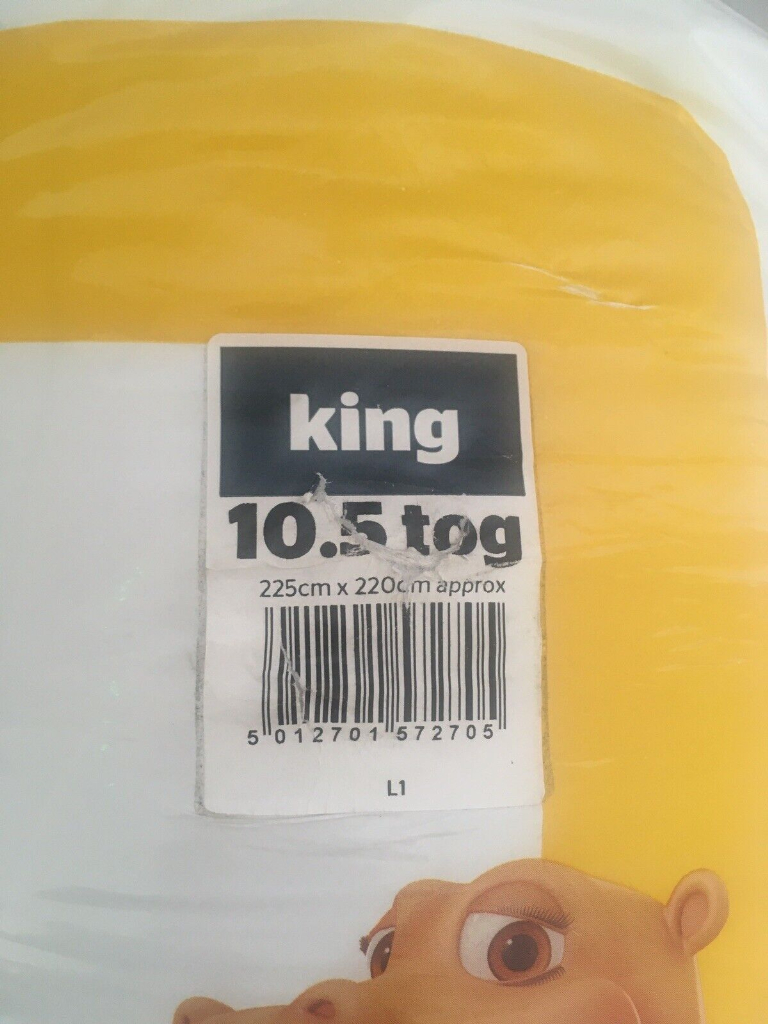 king
10.5 tog
225cm x 220cm approx
5 012701 572705
L1